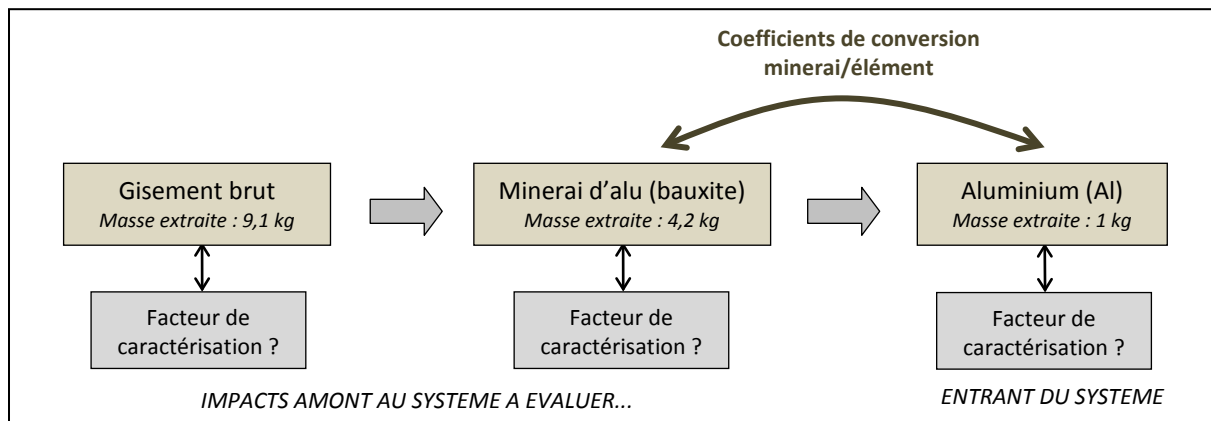 Coefficients de conversion
minerai/élément
Gisement brut
Masse extraite : 9,1 kg
Minerai d'alu (bauxite)
Masse extraite : 4,2 kg
Aluminium (Al)
Masse extraite : 1 kg
Facteur de
caractérisation ?
Facteur de
caractérisation ?
Facteur de
caractérisation ?
IMPACTS AMONT AU SYSTEME A EVALUER...
ENTRANT DU SYSTEME